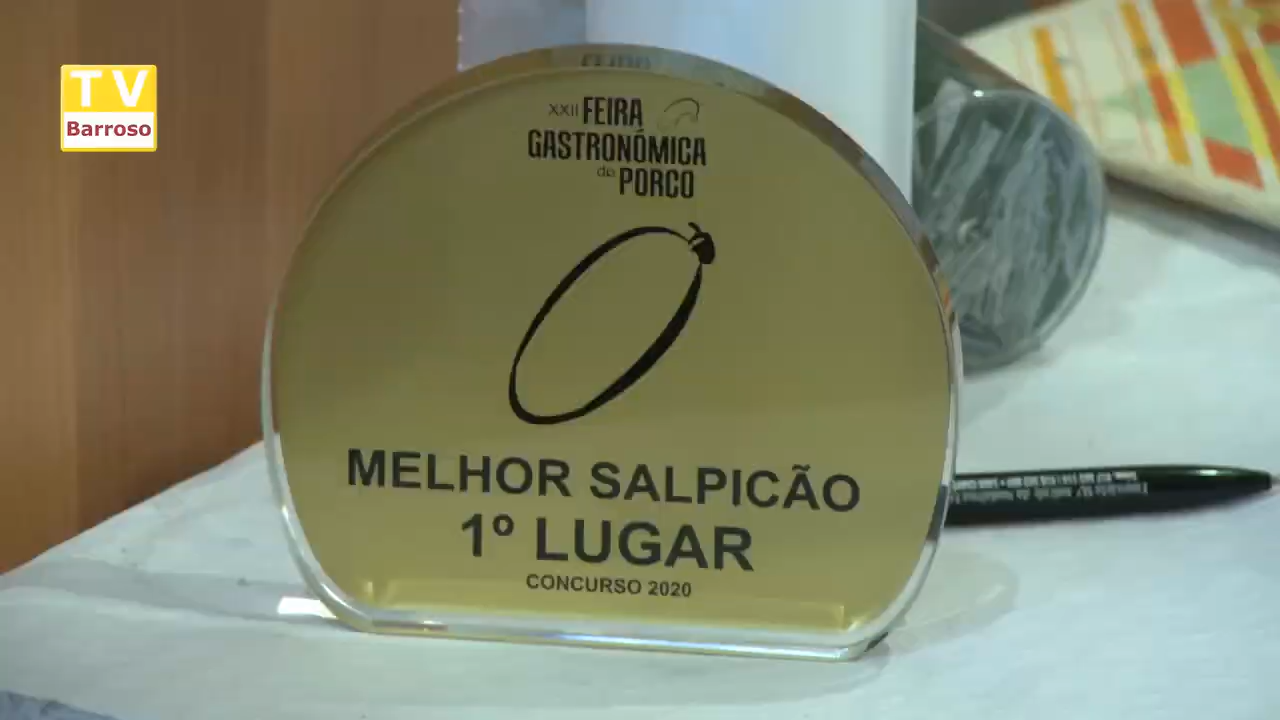 TV
Barroso
XXII FEIRA
GASTRONÓMICA
do PORCO
MELHOR SALPICÃO
1º LUGAR
CONCURSO 2020